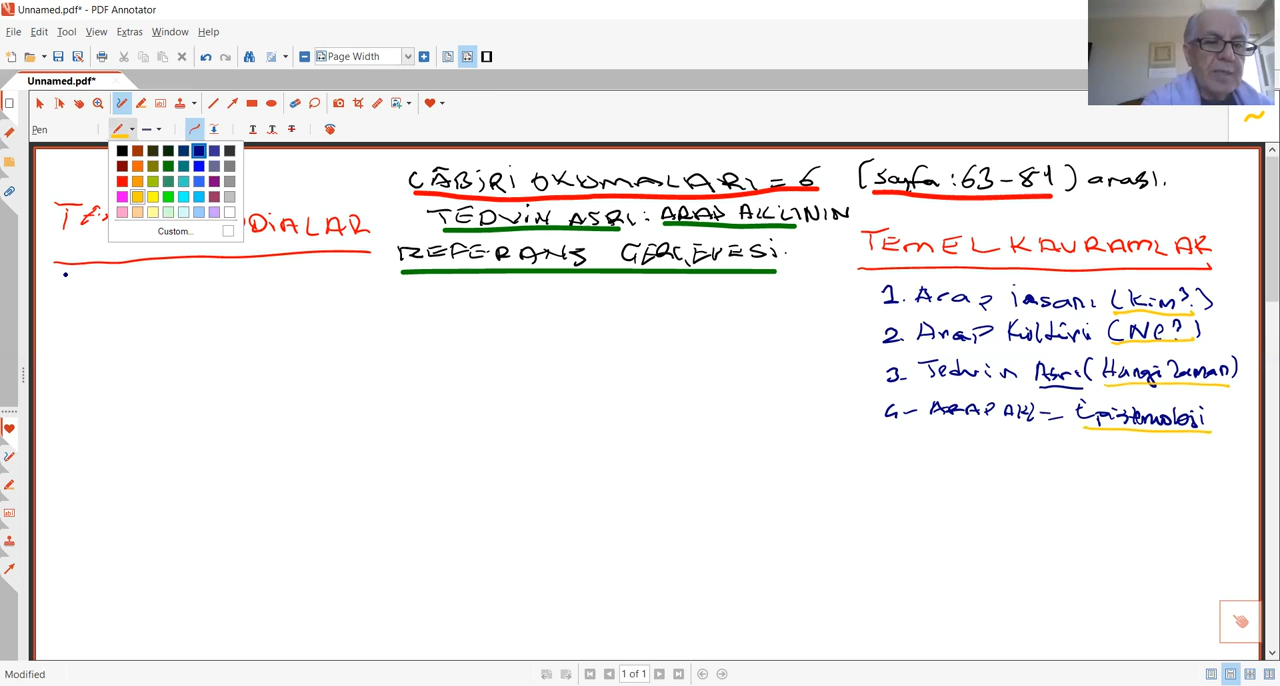 Unnamed.pdf* - PDF Annotator
File Edit Tool View Extras Window Help
Page Width
Unnamed.pdf*
Pen
Custom...
CÂBİRİ OKUMALARI = 6 [Sayfa: 63-84) arası.
TEDVİN ASRI: ARAP AKLININ
REFERANS ÇERÇEVESİ.
DİALAR
TEMEL KAVRAMLAR
1. Arap insanı (Kim?)
2. Arap Kültürü (Ne?)
3- Tedvin Asrı (Hangi Zaman)
4- ARAP AKLI = Epistemoloji
1 of 1
Modified